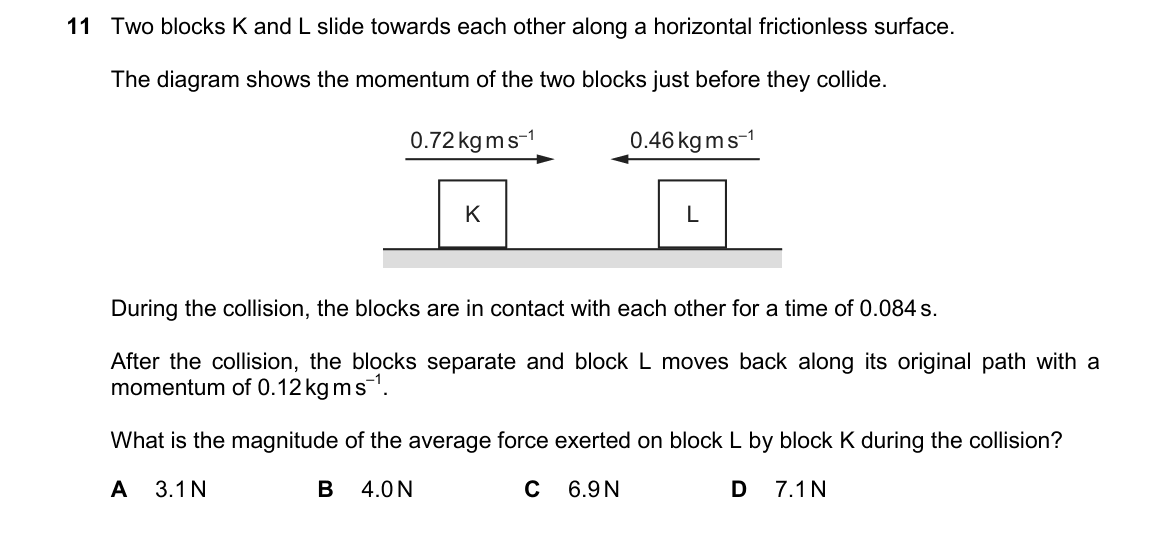 11 Two blocks K and L slide towards each other along a horizontal frictionless surface.
The diagram shows the momentum of the two blocks just before they collide.
0.72 kg m s⁻¹ 0.46 kg m s⁻¹
K L
During the collision, the blocks are in contact with each other for a time of 0.084 s.
After the collision, the blocks separate and block L moves back along its original path with a
momentum of 0.12 kg m s⁻¹.
What is the magnitude of the average force exerted on block L by block K during the collision?
A 3.1 N B 4.0 N C 6.9 N D 7.1 N